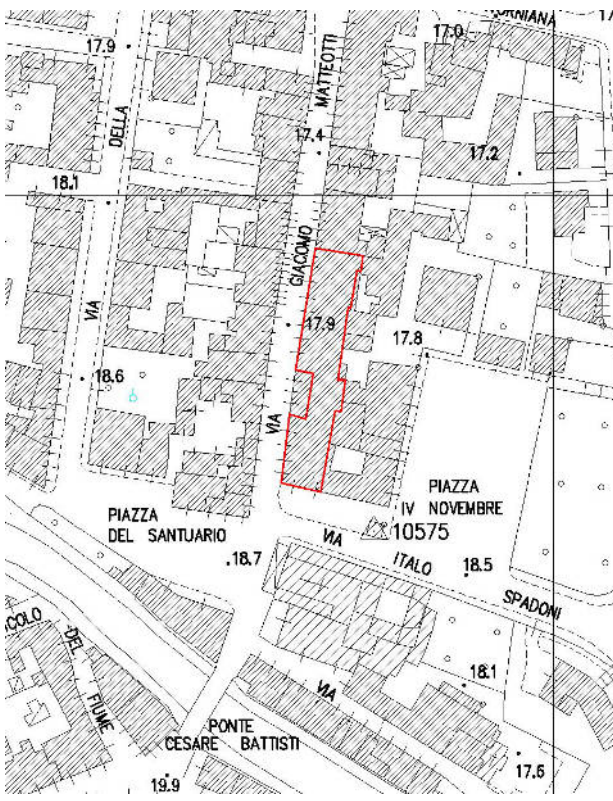 17.9
DELLA
MATTEOTTI
17.0
17.4
17.2
18.1
GIACOMO
VIA
17.9
17.8
18.6
VIA
PIAZZA
DEL SANTUARIO
PIAZZA
IV NOVEMBRE
10575
VIA
ITALO
SPADONI
18.7
18.5
DEL FIUME
18.1
VIA
PONTE
CESARE BATTISTI
17.6
19.9